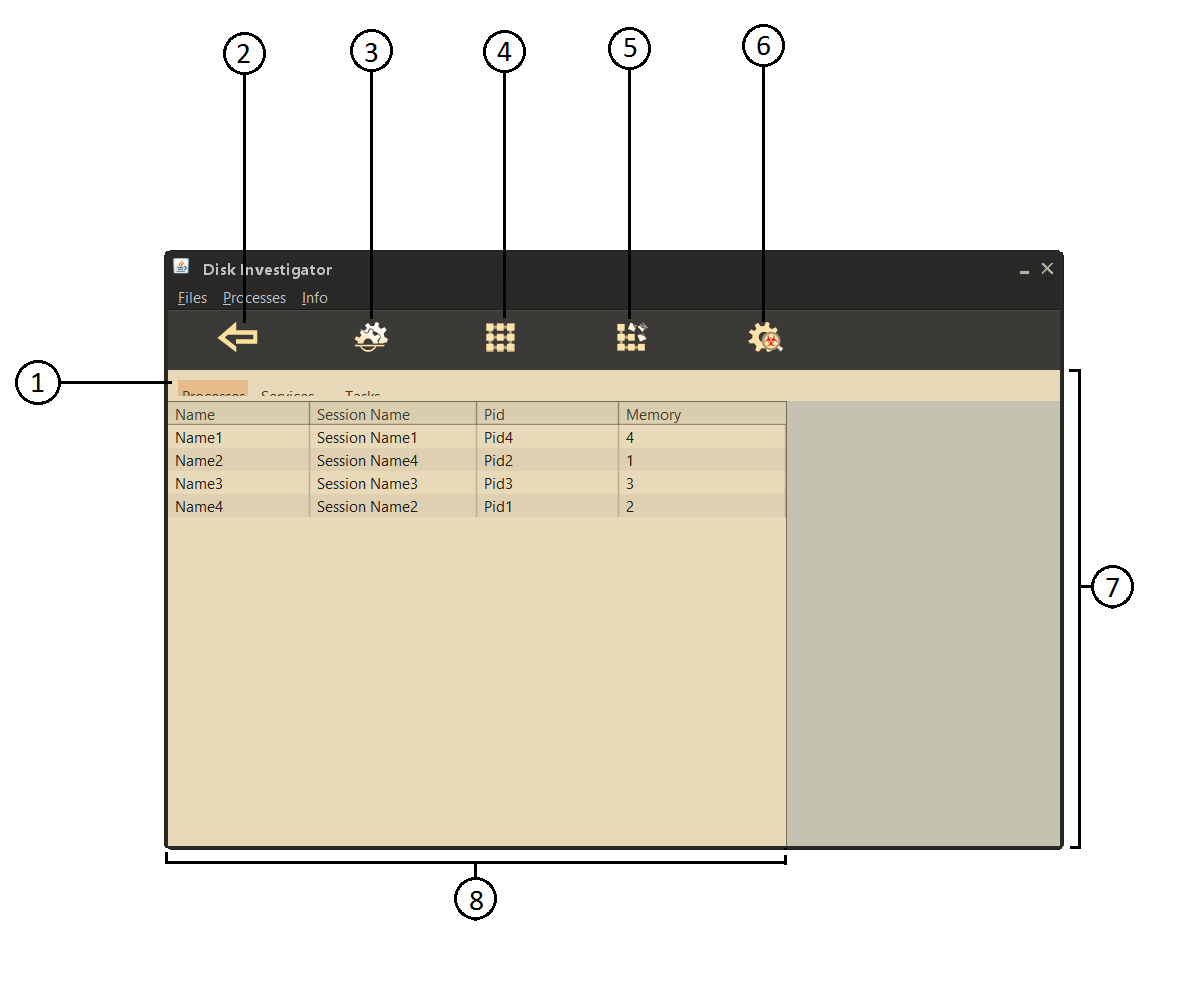 2 3 4 5 6
Disk Investigator
Files Processes Info
1
Processes Services Tasks
Name Session Name Pid Memory
Name1 Session Name1 Pid4 4
Name2 Session Name4 Pid2 1
Name3 Session Name3 Pid3 3
Name4 Session Name2 Pid1 2
7
8